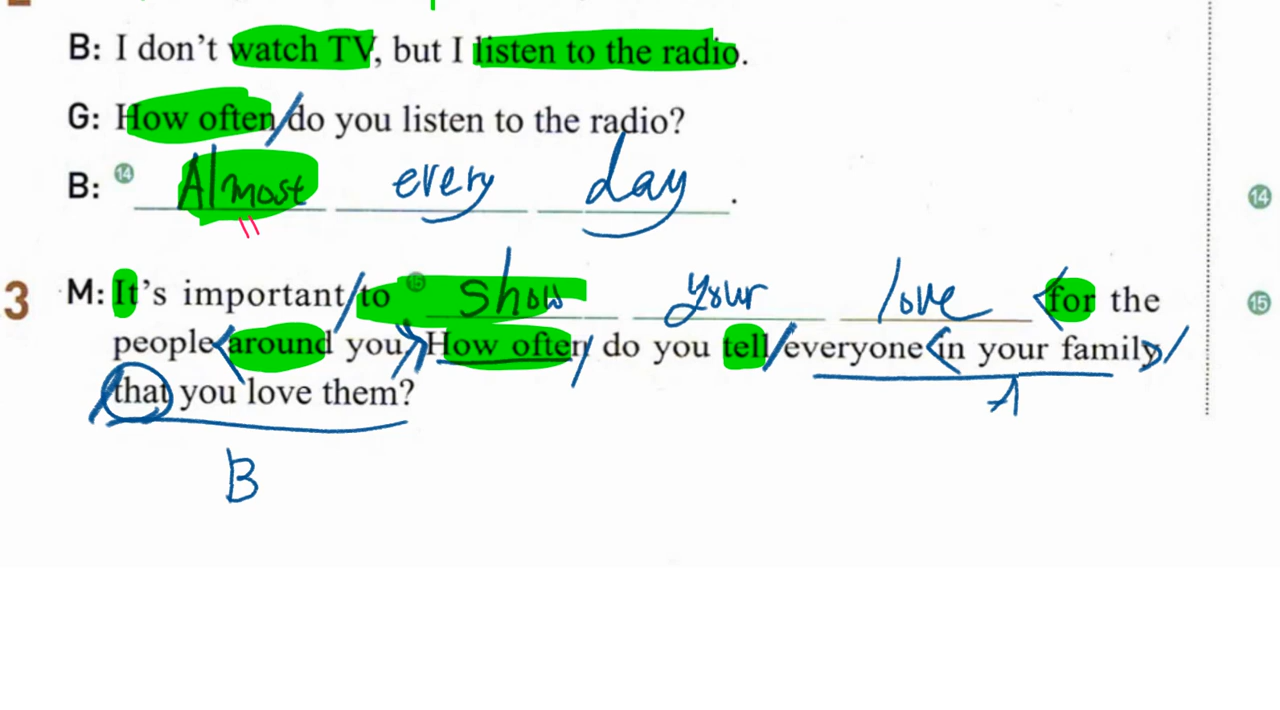 B: I don't watch TV, but I listen to the radio.
G: How often do you listen to the radio?
B: 14 Almost every day. 14
3 M: It's important to 15 show your love for the 15
people around you. How often do you tell everyone in your family
that you love them?
A
B